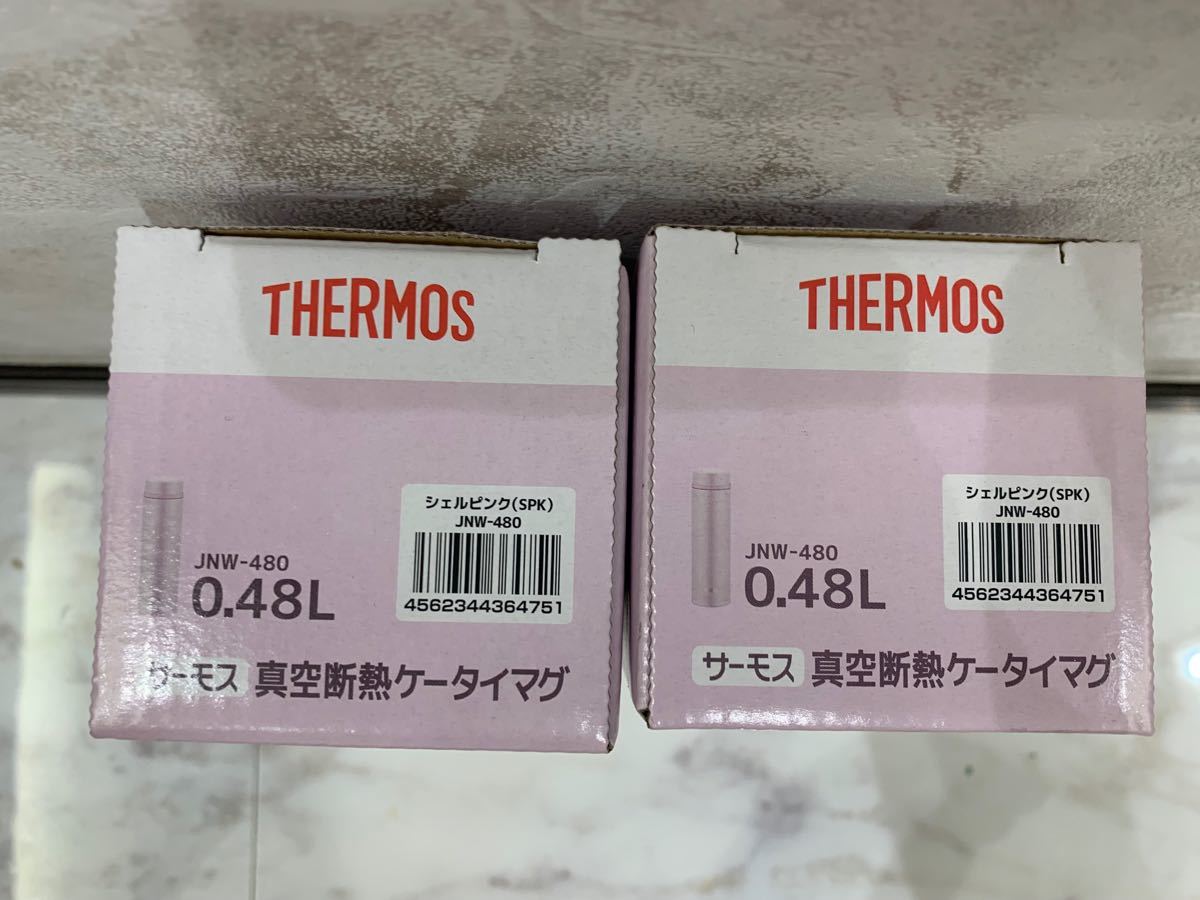 THERMOS
シェルピンク(SPK)
JNW-480
4562344364751
JNW-480
0.48L
サーモス 真空断熱ケータイマグ
THERMOS
シェルピンク(SPK)
JNW-480
4562344364751
JNW-480
0.48L
サーモス 真空断熱ケータイマグ